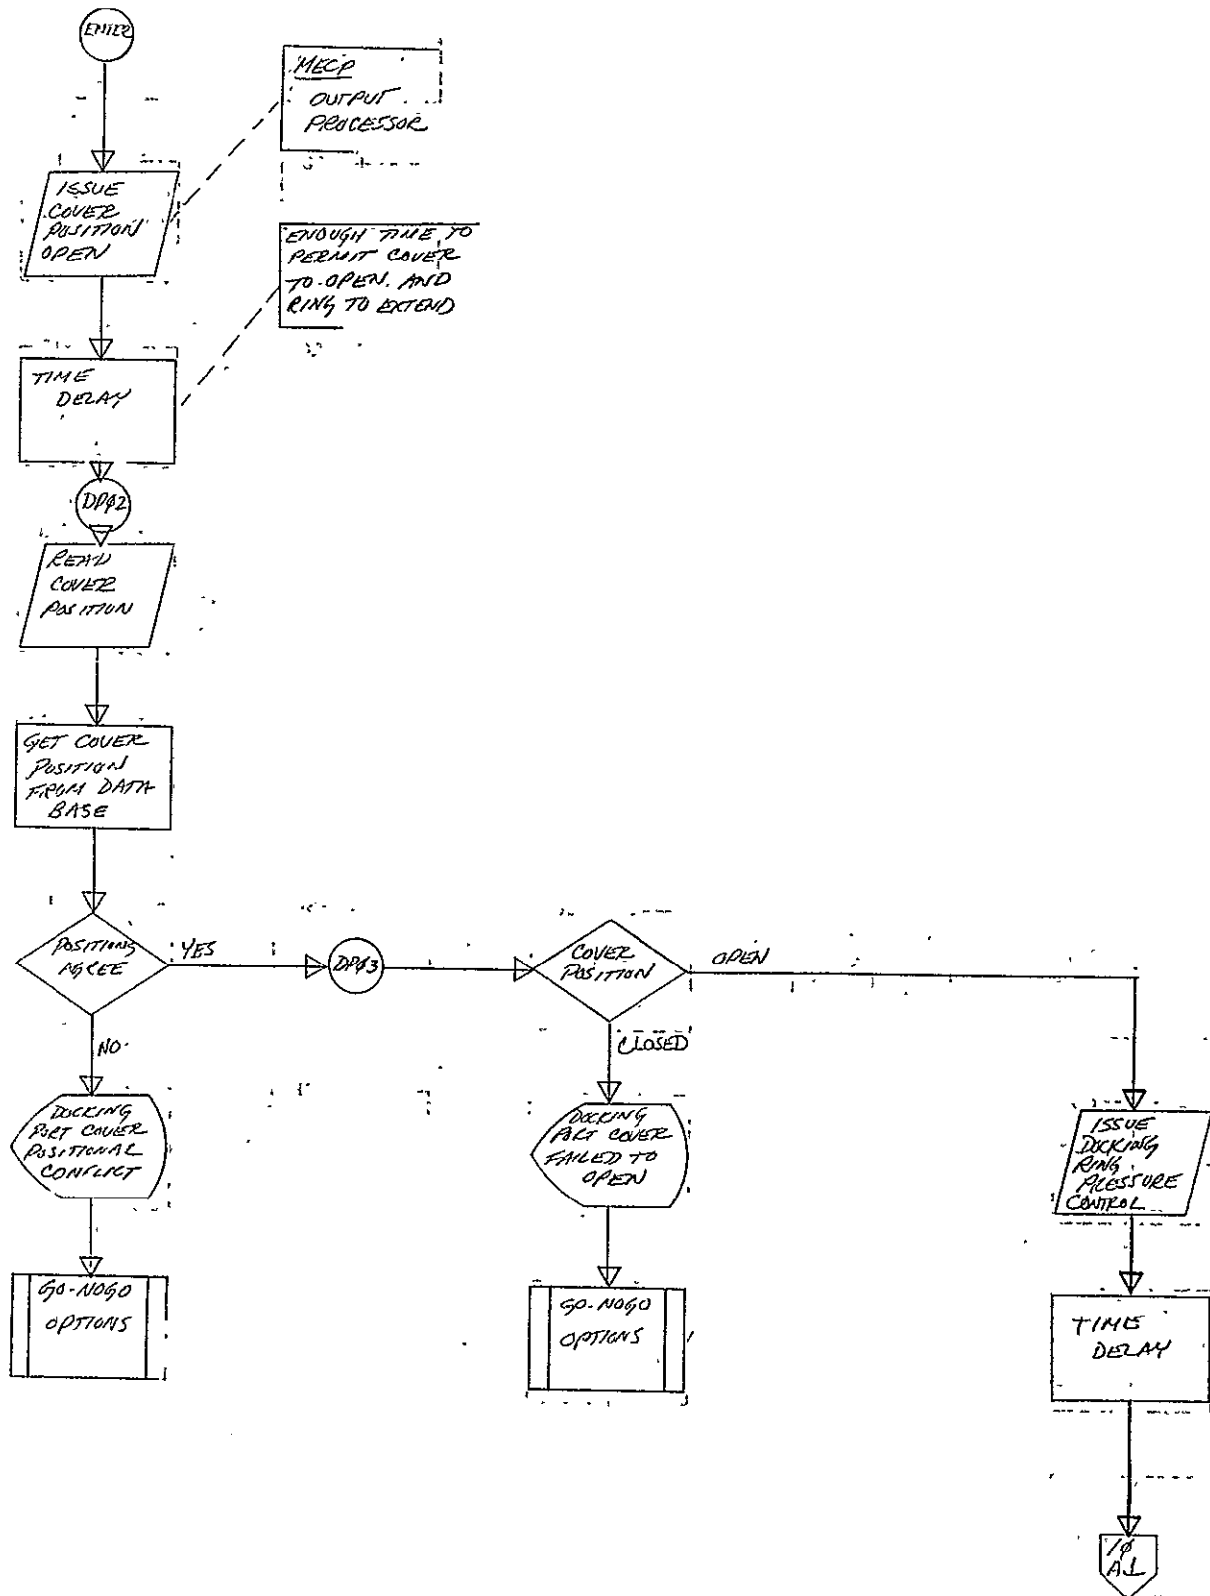 ENTER
MECP
OUTPUT
PROCESSOR
ISSUE
COVER
POSITION
OPEN
ENOUGH TIME TO
PERMIT COVER
TO OPEN AND
RING TO EXTEND
TIME
DELAY
DPØ2
READ
COVER
POSITION
GET COVER
POSITION
FROM DATA
BASE
POSITIONS
AGREE
YES
DPØ3
COVER
POSITION
OPEN
NO
CLOSED
DOCKING
PORT COVER
POSITIONAL
CONFLICT
DOCKING
PORT COVER
FAILED TO
OPEN
ISSUE
DOCKING
RING
PRESSURE
CONTROL
GO-NOGO
OPTIONS
GO-NOGO
OPTIONS
TIME
DELAY
1Ø
A1